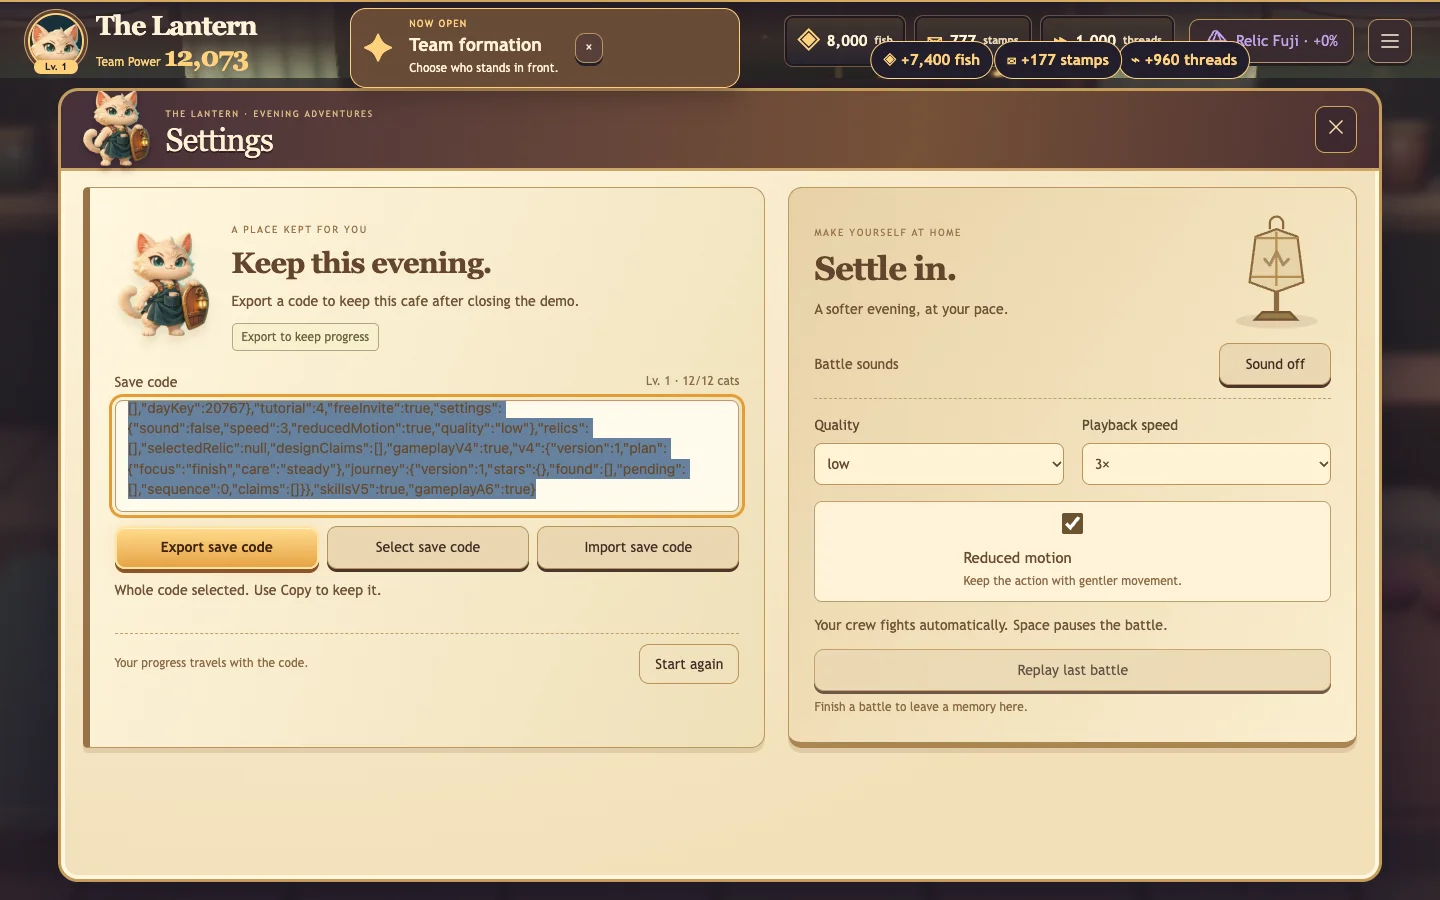 The Lantern
Lv. 1
Team Power 12,073
NOW OPEN
Team formation
Choose who stands in front.
×
8,000 fish
777 stamps
1,000 threads
Relic Fuji · +0%
+7,400 fish
+177 stamps
+960 threads
THE LANTERN · EVENING ADVENTURES
Settings
A PLACE KEPT FOR YOU
Keep this evening.
Export a code to keep this cafe after closing the demo.
Export to keep progress
Save code
Lv. 1 · 12/12 cats
[],"dayKey":20767},"tutorial":4,"freeInvite":true,"settings":
{"sound":false,"speed":3,"reducedMotion":true,"quality":"low"},"relics":
[],"selectedRelic":null,"designClaims":[],"gameplayV4":true,"v4":{"version":1,"plan":
{"focus":"finish","care":"steady"},"journey":{"version":1,"stars":{},"found":[],"pending":
[],"sequence":0,"claims":[]}},"skillsV5":true,"gameplayA6":true}
Export save code
Select save code
Import save code
Whole code selected. Use Copy to keep it.
Your progress travels with the code.
Start again
MAKE YOURSELF AT HOME
Settle in.
A softer evening, at your pace.
Battle sounds
Sound off
Quality
Playback speed
low
3×
Reduced motion
Keep the action with gentler movement.
Your crew fights automatically. Space pauses the battle.
Replay last battle
Finish a battle to leave a memory here.